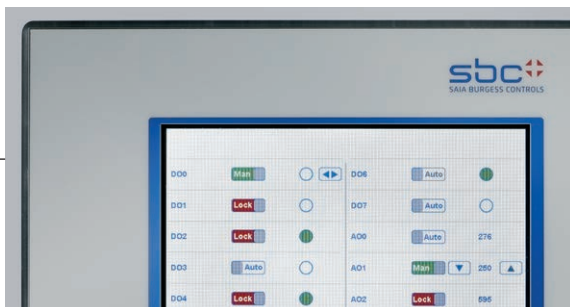 sbc
SAIA BURGESS CONTROLS
DO0 Man DO6 Auto
DO1 Lock DO7 Auto
DO2 Lock AO0 Auto 276
DO3 Auto AO1 Man 250
DO4 Lock AO2 Lock 595